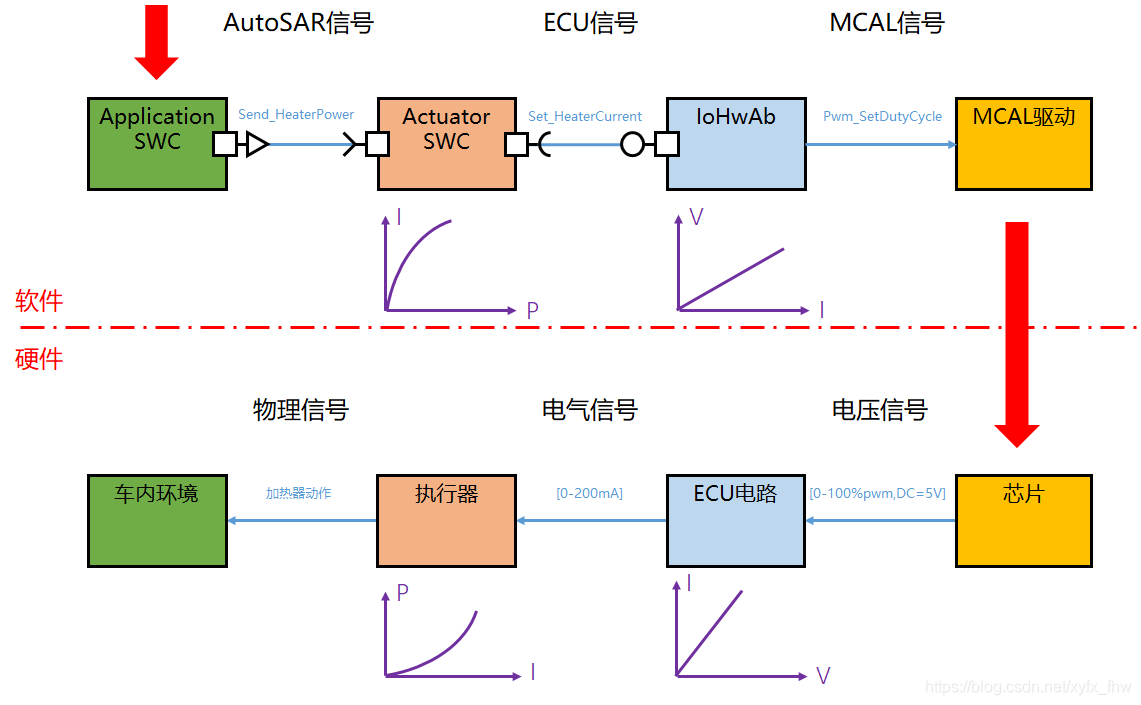 AutoSAR信号
ECU信号
MCAL信号
Application
SWC
Send_HeaterPower
Actuator
SWC
Set_HeaterCurrent
IoHwAb
Pwm_SetDutyCycle
MCAL驱动
I
P
V
I
软件
硬件
物理信号
电气信号
电压信号
车内环境
加热器动作
执行器
[0-200mA]
ECU电路
[0-100%pwm,DC=5V]
芯片
P
I
I
V
https://blog.csdn.net/xyfx_fhw